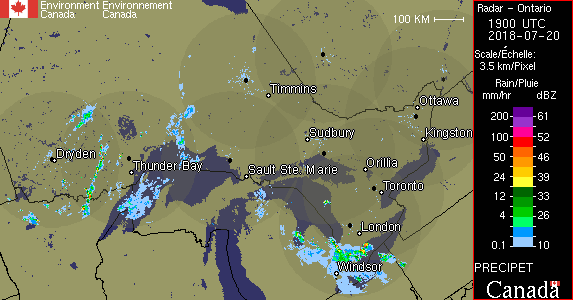 Environment Environnement
Canada Canada
100 KM
Timmins
Ottawa
Sudbury
Kingston
Dryden
Thunder Bay
Sault Ste. Marie
Orillia
Toronto
London
Windsor
Radar - Ontario
1900 UTC
2018-07-20
Scale/Échelle:
3.5 km/Pixel
Rain/Pluie
mm/hr dBZ
200 61
100 52
50 46
24 39
12 33
4 26
0.1 10
PRECIPET
Canada